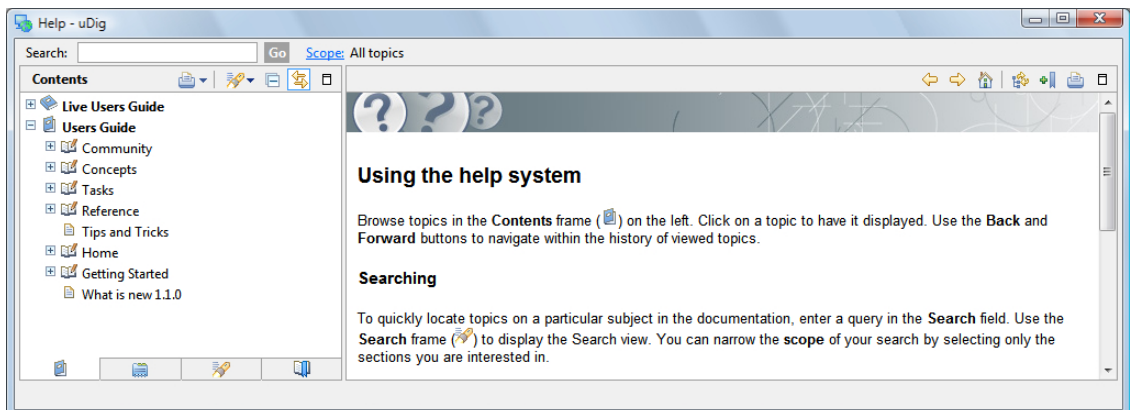 Help - uDig
Search:
Go
Scope: All topics
Contents
Live Users Guide
Users Guide
Community
Concepts
Tasks
Reference
Tips and Tricks
Home
Getting Started
What is new 1.1.0
Using the help system
Browse topics in the Contents frame ( ) on the left. Click on a topic to have it displayed. Use the Back and
Forward buttons to navigate within the history of viewed topics.
Searching
To quickly locate topics on a particular subject in the documentation, enter a query in the Search field. Use the
Search frame ( ) to display the Search view. You can narrow the scope of your search by selecting only the
sections you are interested in.